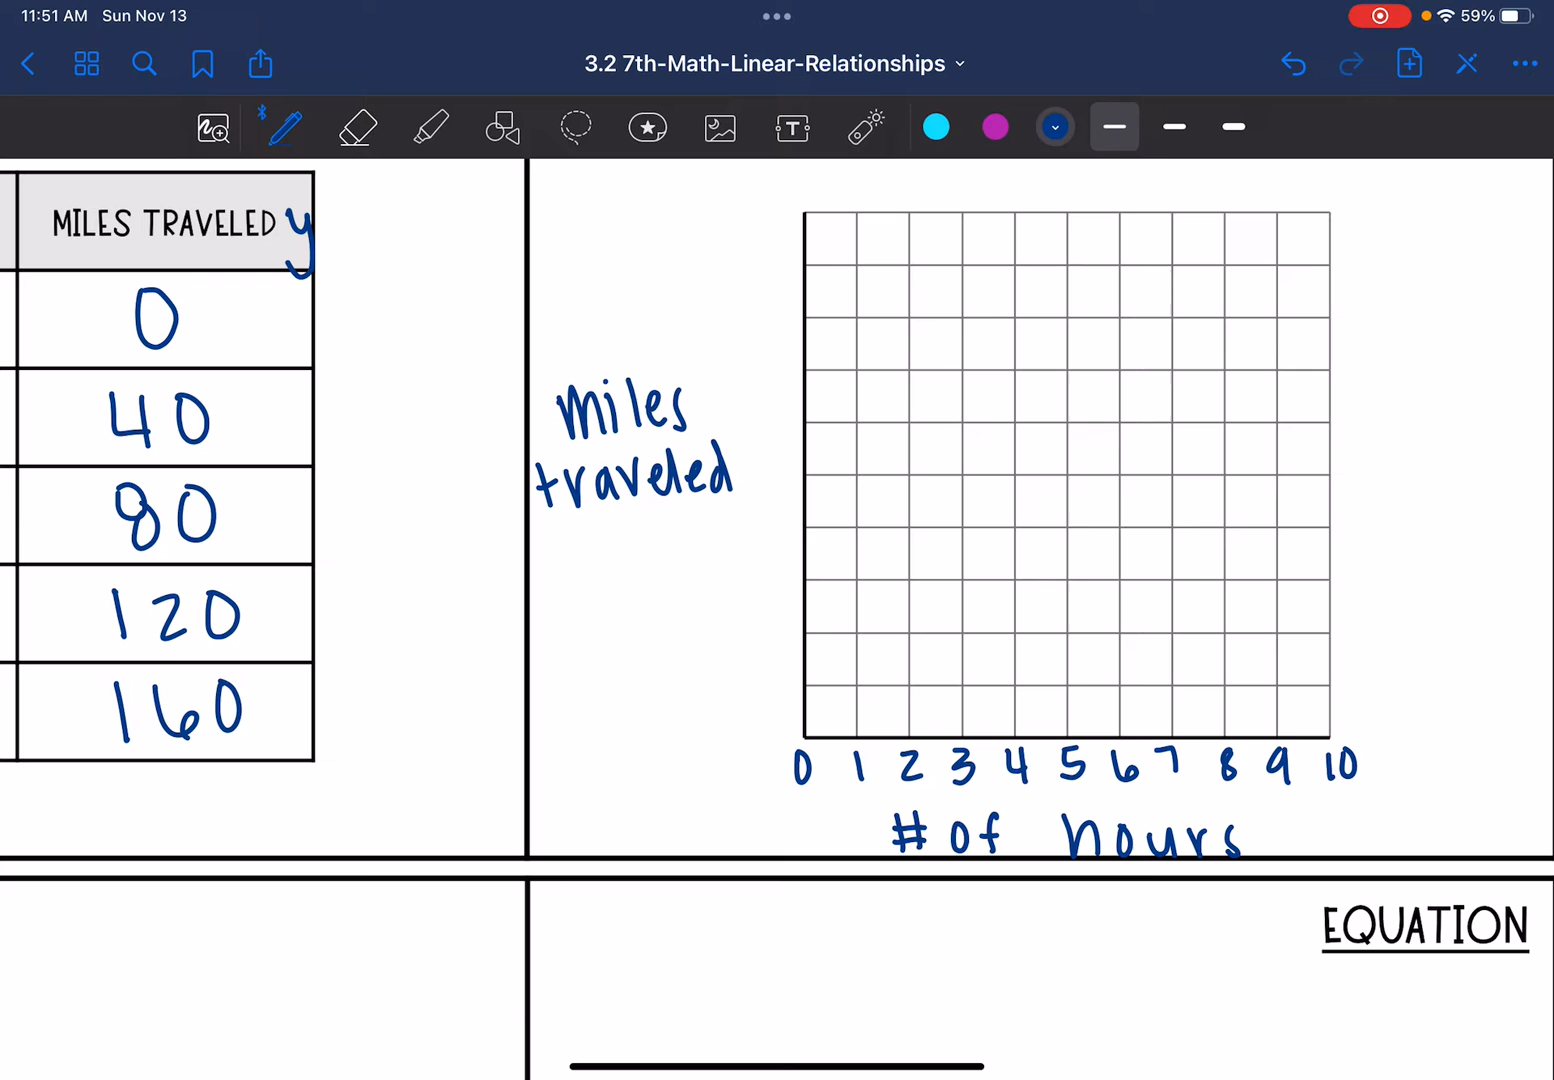 11:51 AM Sun Nov 13
59%
3.2 7th-Math-Linear-Relationships
T
MILES TRAVELED y
0
40
80
120
160
miles
traveled
0 1 2 3 4 5 6 7 8 9 10
# of hours
EQUATION